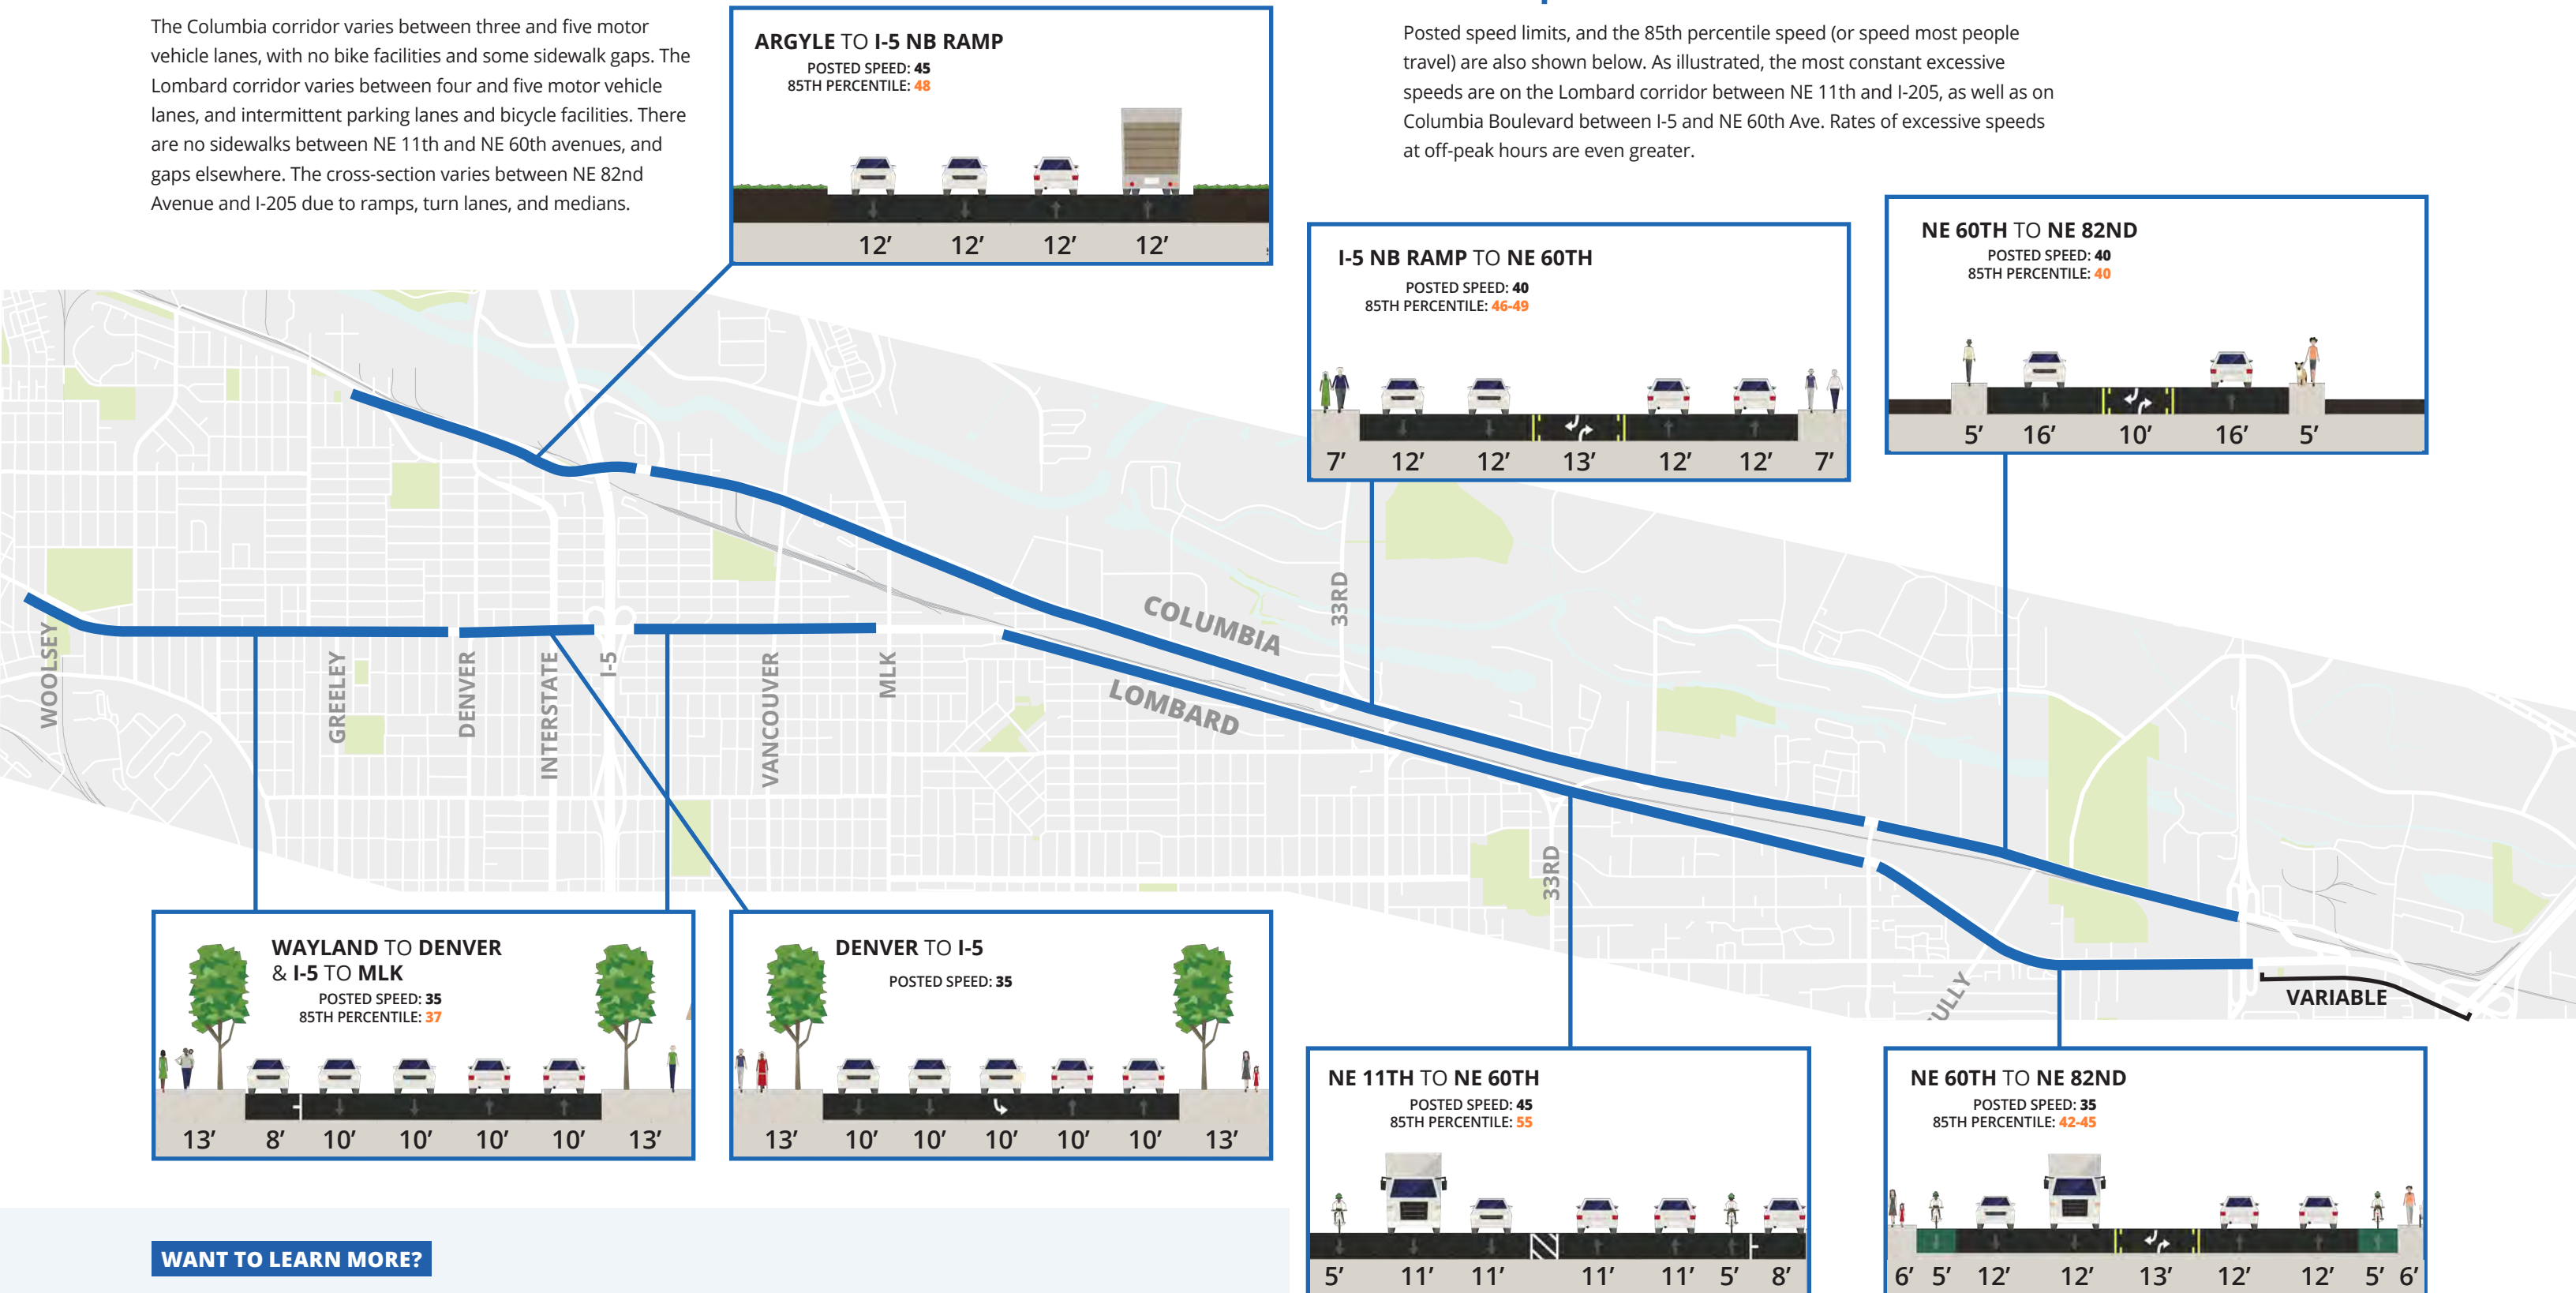 The Columbia corridor varies between three and five motor
vehicle lanes, with no bike facilities and some sidewalk gaps. The
Lombard corridor varies between four and five motor vehicle
lanes, and intermittent parking lanes and bicycle facilities. There
are no sidewalks between NE 11th and NE 60th avenues, and
gaps elsewhere. The cross-section varies between NE 82nd
Avenue and I-205 due to ramps, turn lanes, and medians.
ARGYLE TO I-5 NB RAMP
POSTED SPEED: 45
85TH PERCENTILE: 48
12’ 12’ 12’ 12’
Posted speed limits, and the 85th percentile speed (or speed most people
travel) are also shown below. As illustrated, the most constant excessive
speeds are on the Lombard corridor between NE 11th and I-205, as well as on
Columbia Boulevard between I-5 and NE 60th Ave. Rates of excessive speeds
at off-peak hours are even greater.
I-5 NB RAMP TO NE 60TH
POSTED SPEED: 40
85TH PERCENTILE: 46-49
7’ 12’ 12’ 13’ 12’ 12’ 7’
NE 60TH TO NE 82ND
POSTED SPEED: 40
85TH PERCENTILE: 40
5’ 16’ 10’ 16’ 5’
WOOLSEY
GREELEY
DENVER
INTERSTATE
I-5
VANCOUVER
MLK
COLUMBIA
LOMBARD
33RD
33RD
VARIABLE
WAYLAND TO DENVER
& I-5 TO MLK
POSTED SPEED: 35
85TH PERCENTILE: 37
13’ 8’ 10’ 10’ 10’ 10’ 13’
DENVER TO I-5
POSTED SPEED: 35
13’ 10’ 10’ 10’ 10’ 10’ 13’
NE 11TH TO NE 60TH
POSTED SPEED: 45
85TH PERCENTILE: 55
5’ 11’ 11’ 11’ 11’ 5’ 8’
NE 60TH TO NE 82ND
POSTED SPEED: 35
85TH PERCENTILE: 42-45
6’ 5’ 12’ 12’ 13’ 12’ 12’ 5’ 6’
WANT TO LEARN MORE?